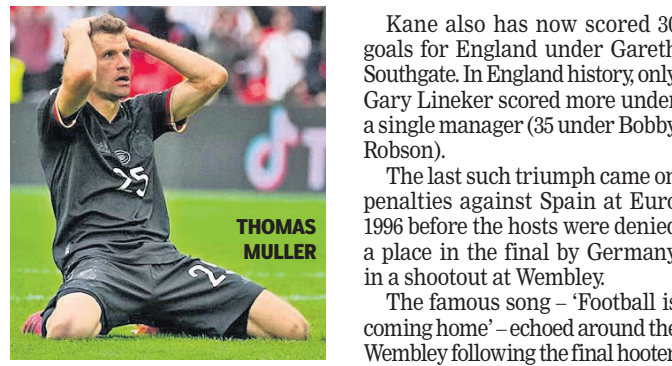 25
THOMAS
MULLER
Kane also has now scored 30
goals for England under Gareth
Southgate. In England history, only
Gary Lineker scored more under
a single manager (35 under Bobby
Robson).
The last such triumph came on
penalties against Spain at Euro
1996 before the hosts were denied
a place in the final by Germany
in a shootout at Wembley.
The famous song – ‘Football is
coming home’ – echoed around the
Wembley following the final hooter